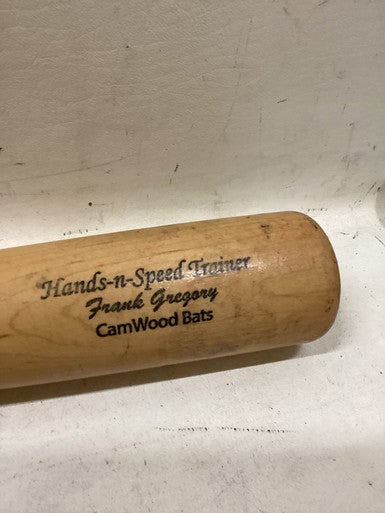 Hands-n-Speed Trainer
Frank Gregory
CamWood Bats